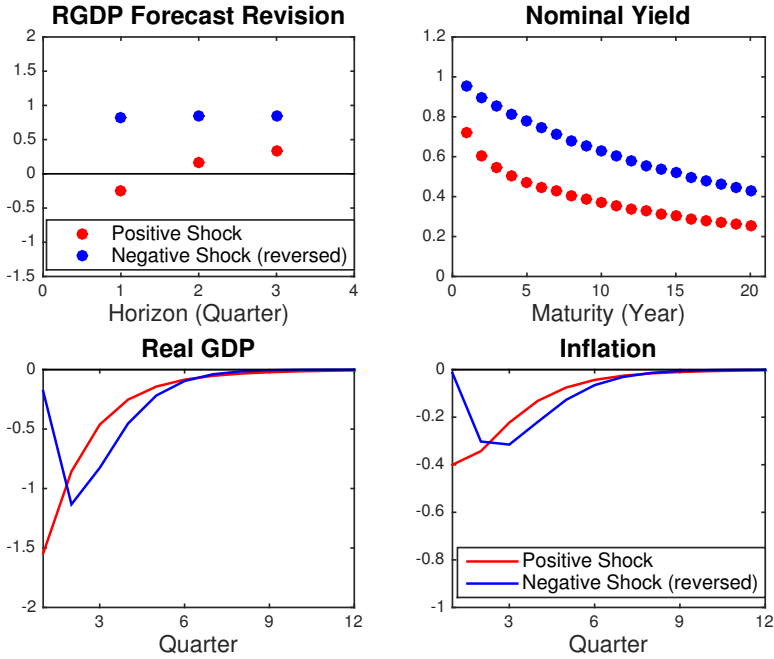 RGDP Forecast Revision
1.5
1
0.5
0
-0.5
-1
-1.5
0 1 2 3 4
Horizon (Quarter)
Positive Shock
Negative Shock (reversed)
Nominal Yield
1.2
1
0.8
0.6
0.4
0.2
0
0 5 10 15 20
Maturity (Year)
Real GDP
0
-0.5
-1
-1.5
-2
3 6 9 12
Quarter
Inflation
0
-0.2
-0.4
-0.6
-0.8
-1
3 6 9 12
Quarter
Positive Shock
Negative Shock (reversed)